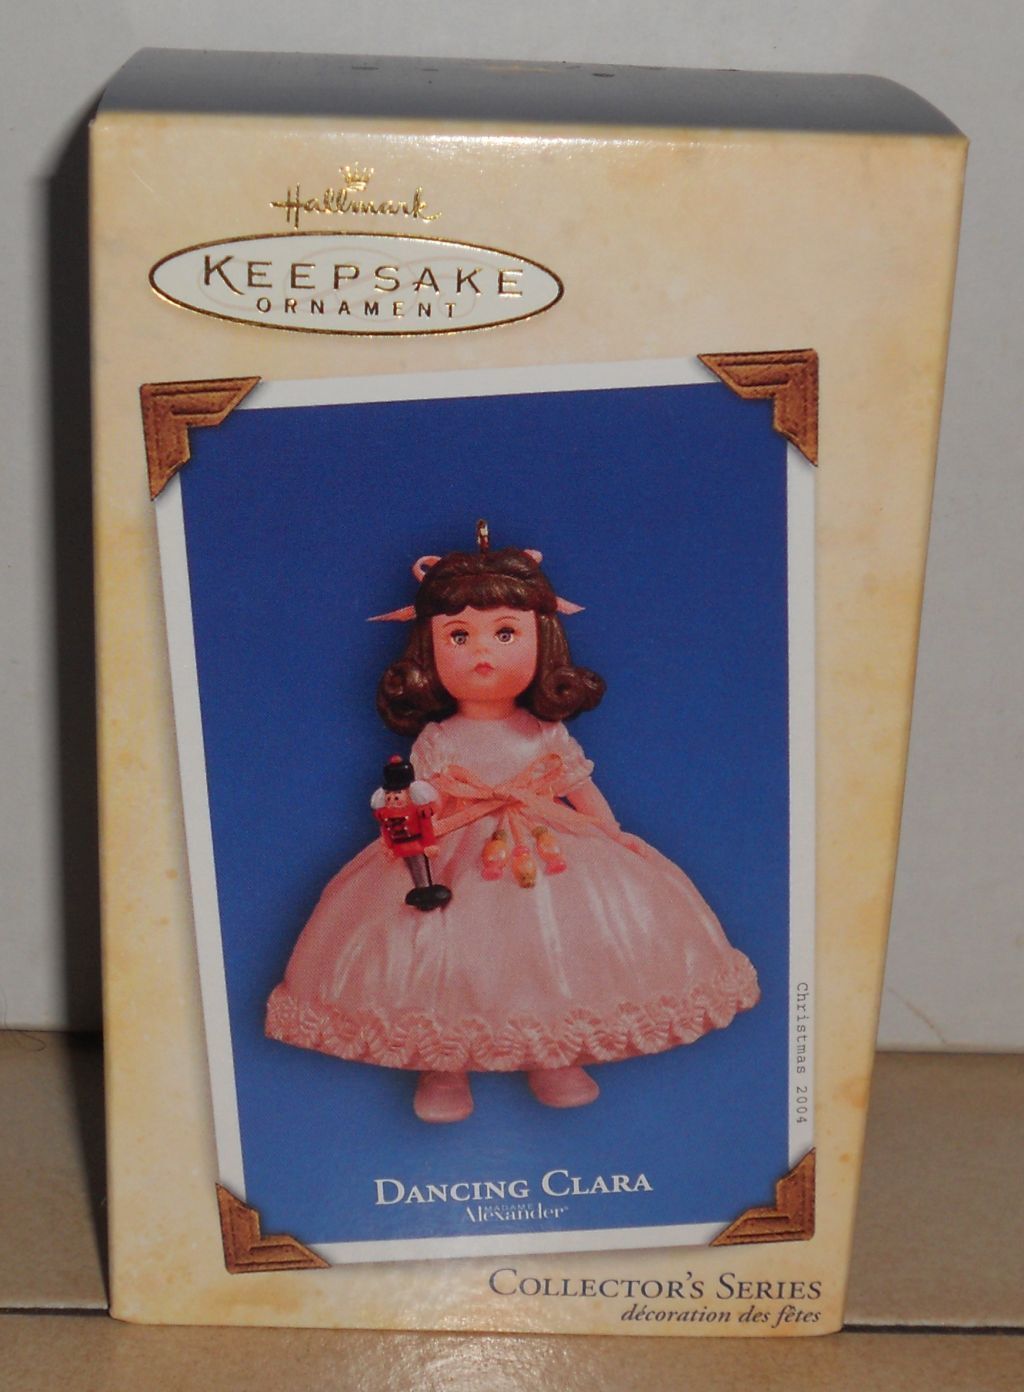 Hallmark
KEEPSAKE
ORNAMENT
Christmas 2004
DANCING CLARA
MADAME
Alexander®
COLLECTOR'S SERIES
décoration des fêtes